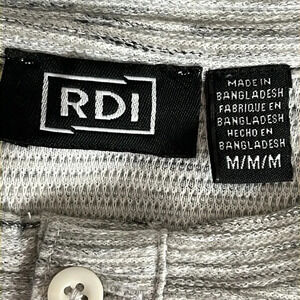 RDI
MADE IN
BANGLADESH
FABRIQUE EN
BANGLADESH
HECHO EN
BANGLADESH
M/M/M